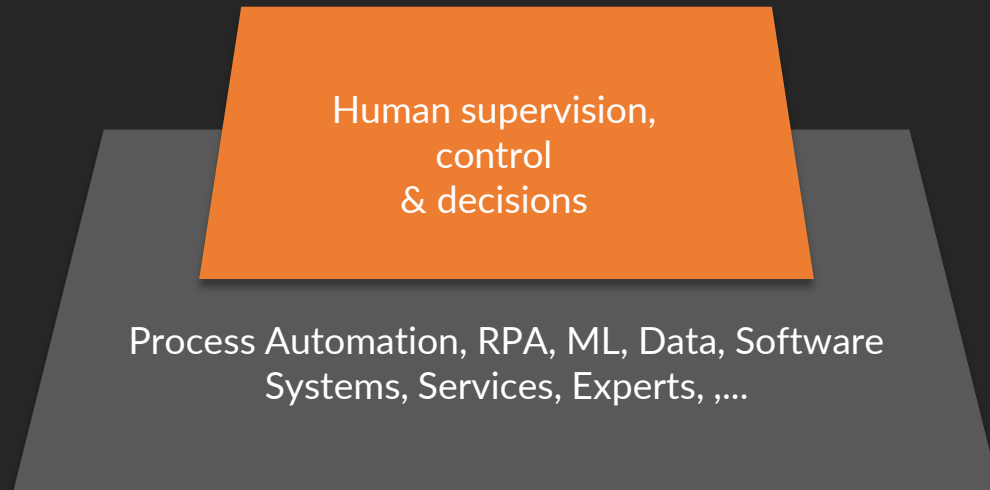 Human supervision,
control
& decisions
Process Automation, RPA, ML, Data, Software
Systems, Services, Experts, ,...